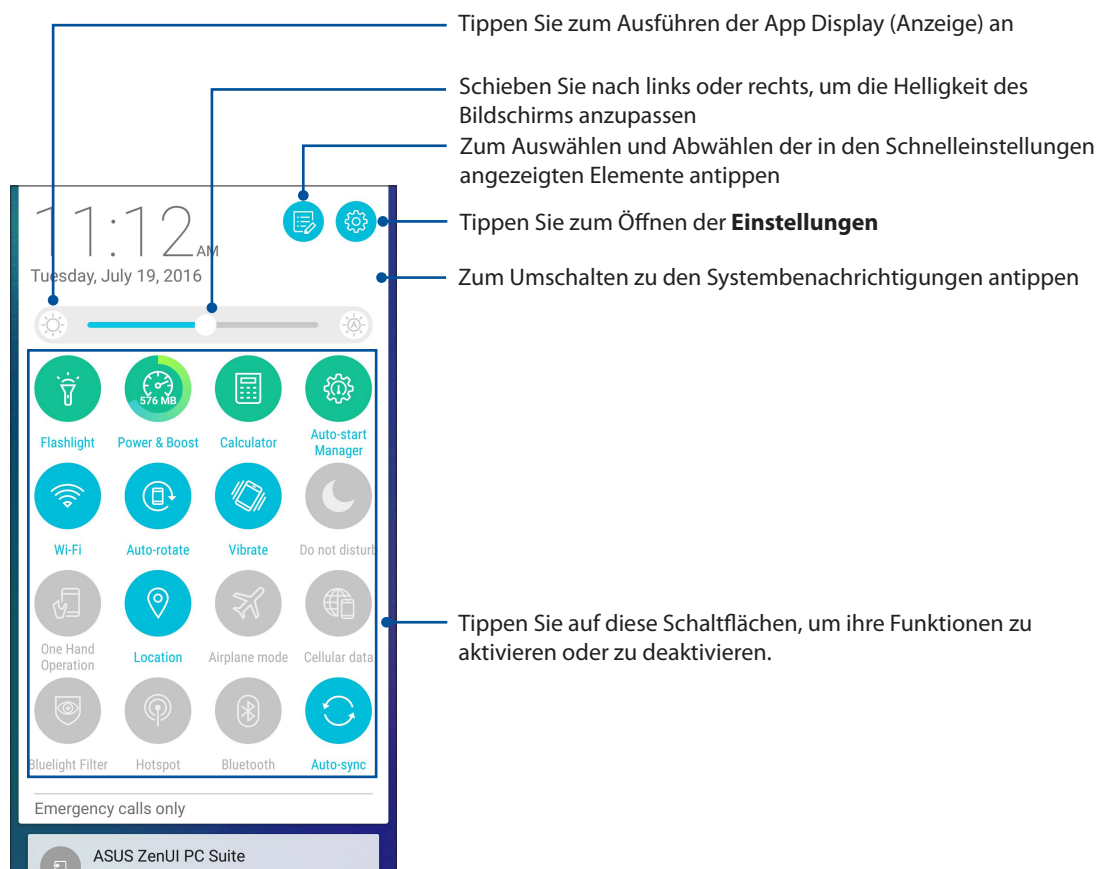 Tippen Sie zum Ausführen der App Display (Anzeige) an
Schieben Sie nach links oder rechts, um die Helligkeit des
Bildschirms anzupassen
Zum Auswählen und Abwählen der in den Schnelleinstellungen
angezeigten Elemente antippen
Tippen Sie zum Öffnen der Einstellungen
Zum Umschalten zu den Systembenachrichtigungen antippen
11:12 AM
Tuesday, July 19, 2016
A
576 MB
Flashlight Power & Boost Calculator Auto-start
Manager
Wi-Fi Auto-rotate Vibrate Do not disturb
One Hand
Operation Location Airplane mode Cellular data
Tippen Sie auf diese Schaltflächen, um ihre Funktionen zu
aktivieren oder zu deaktivieren.
Bluelight Filter Hotspot Bluetooth Auto-sync
Emergency calls only
ASUS ZenUI PC Suite